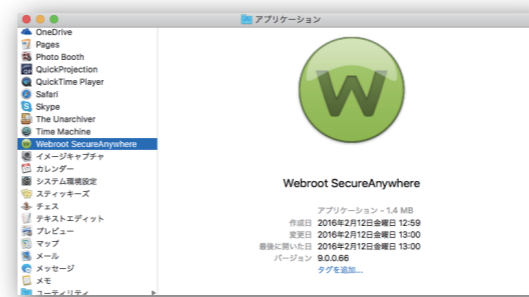 アプリケーション
OneDrive
Pages
Photo Booth
QuickProjection
QuickTime Player
Safari
Skype
The Unarchiver
Time Machine
Webroot SecureAnywhere
イメージキャプチャ
カレンダー
システム環境設定
スティッキーズ
チェス
テキストエディット
プレビュー
マップ
メール
メッセージ
メモ
ユーティリティ
W
Webroot SecureAnywhere
アプリケーション - 1.4 MB
作成日 2016年2月12日金曜日 12:59
変更日 2016年2月12日金曜日 13:00
最後に開いた日 2016年2月12日金曜日 13:00
バージョン 9.0.0.66
タグを追加...